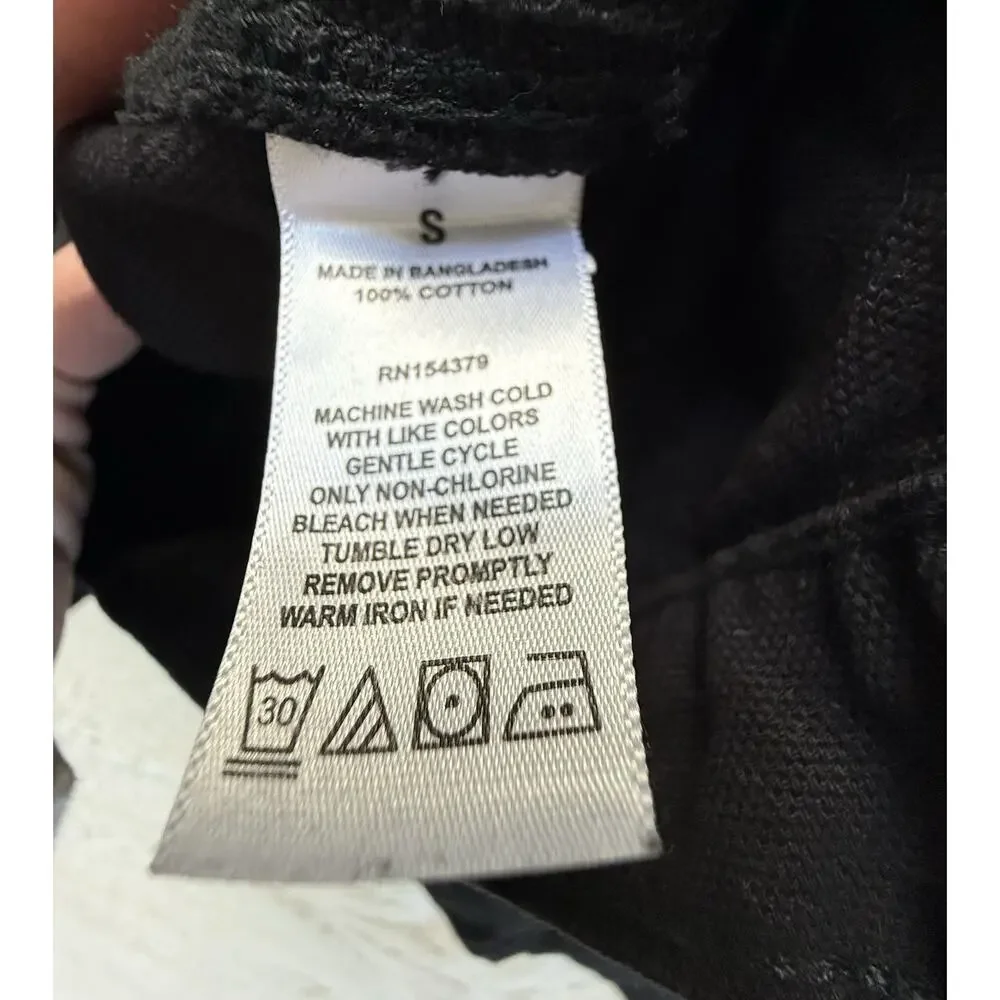 S
MADE IN BANGLADESH
100% COTTON
RN154379
MACHINE WASH COLD
WITH LIKE COLORS
GENTLE CYCLE
ONLY NON-CHLORINE
BLEACH WHEN NEEDED
TUMBLE DRY LOW
REMOVE PROMPTLY
WARM IRON IF NEEDED
30